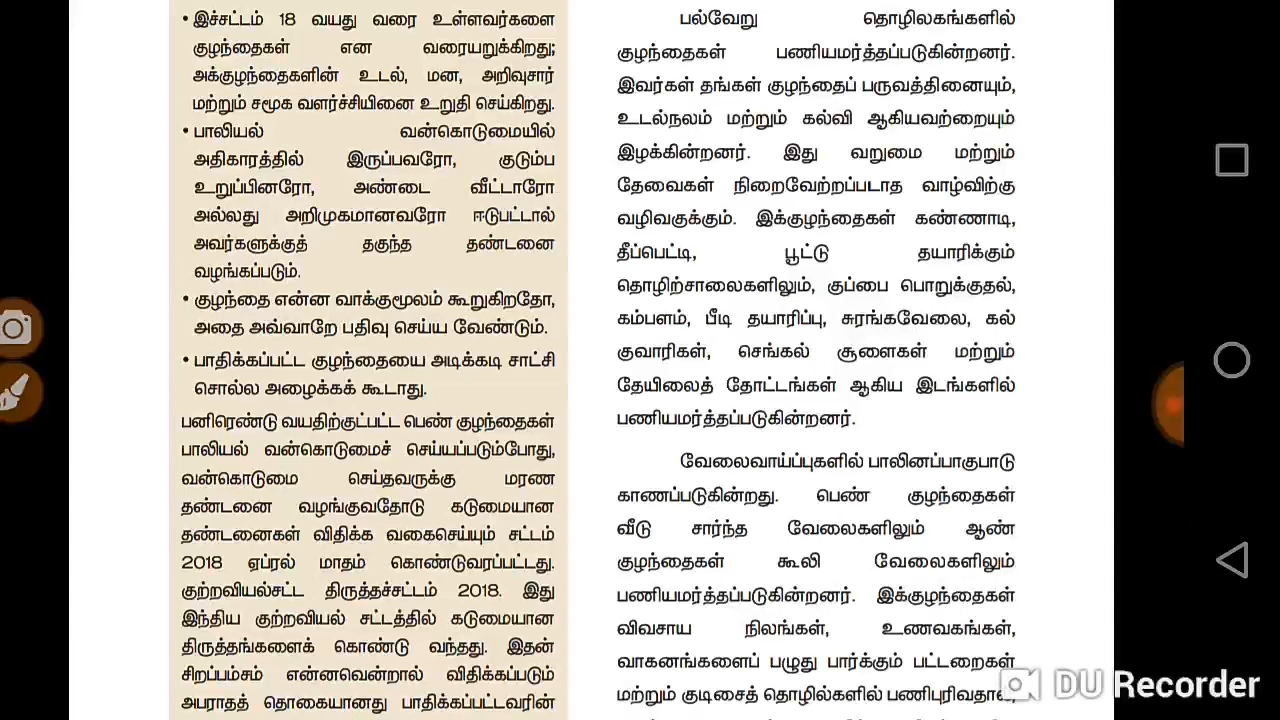 • இச்சட்டம் 18 வயது வரை உள்ளவர்களை
குழந்தைகள் என வரையறுக்கிறது;
அக்குழந்தைகளின் உடல், மன, அறிவுசார்
மற்றும் சமூக வளர்ச்சியினை உறுதி செய்கிறது.
• பாலியல் வன்கொடுமையில்
அதிகாரத்தில் இருப்பவரோ, குடும்ப
உறுப்பினரோ, அண்டை வீட்டாரோ
அல்லது அறிமுகமானவரோ ஈடுபட்டால்
அவர்களுக்குத் தகுந்த தண்டனை
வழங்கப்படும்.
• குழந்தை என்ன வாக்குமூலம் கூறுகிறதோ,
அதை அவ்வாறே பதிவு செய்ய வேண்டும்.
• பாதிக்கப்பட்ட குழந்தையை அடிக்கடி சாட்சி
சொல்ல அழைக்கக் கூடாது.
பனிரெண்டு வயதிற்குட்பட்ட பெண் குழந்தைகள்
பாலியல் வன்கொடுமைச் செய்யப்படும்போது,
வன்கொடுமை செய்தவருக்கு மரண
தண்டனை வழங்குவதோடு கடுமையான
தண்டனைகள் விதிக்க வகைசெய்யும் சட்டம்
2018 ஏப்ரல் மாதம் கொண்டுவரப்பட்டது.
குற்றவியல்சட்ட திருத்தச்சட்டம் 2018. இது
இந்திய குற்றவியல் சட்டத்தில் கடுமையான
திருத்தங்களைக் கொண்டு வந்தது. இதன்
சிறப்பம்சம் என்னவென்றால் விதிக்கப்படும்
அபராதத் தொகையானது பாதிக்கப்பட்டவரின்
பல்வேறு தொழிலகங்களில்
குழந்தைகள் பணியமர்த்தப்படுகின்றனர்.
இவர்கள் தங்கள் குழந்தைப் பருவத்தினையும்,
உடல்நலம் மற்றும் கல்வி ஆகியவற்றையும்
இழக்கின்றனர். இது வறுமை மற்றும்
தேவைகள் நிறைவேற்றப்படாத வாழ்விற்கு
வழிவகுக்கும். இக்குழந்தைகள் கண்ணாடி,
தீப்பெட்டி, பூட்டு தயாரிக்கும்
தொழிற்சாலைகளிலும், குப்பை பொறுக்குதல்,
கம்பளம், பீடி தயாரிப்பு, சுரங்கவேலை, கல்
குவாரிகள், செங்கல் சூளைகள் மற்றும்
தேயிலைத் தோட்டங்கள் ஆகிய இடங்களில்
பணியமர்த்தப்படுகின்றனர்.
வேலைவாய்ப்புகளில் பாலினப்பாகுபாடு
காணப்படுகின்றது. பெண் குழந்தைகள்
வீடு சார்ந்த வேலைகளிலும் ஆண்
குழந்தைகள் கூலி வேலைகளிலும்
பணியமர்த்தப்படுகின்றனர். இக்குழந்தைகள்
விவசாய நிலங்கள், உணவகங்கள்,
வாகனங்களைப் பழுது பார்க்கும் பட்டறைகள்
மற்றும் குடிசைத் தொழில்களில்
DU Recorder